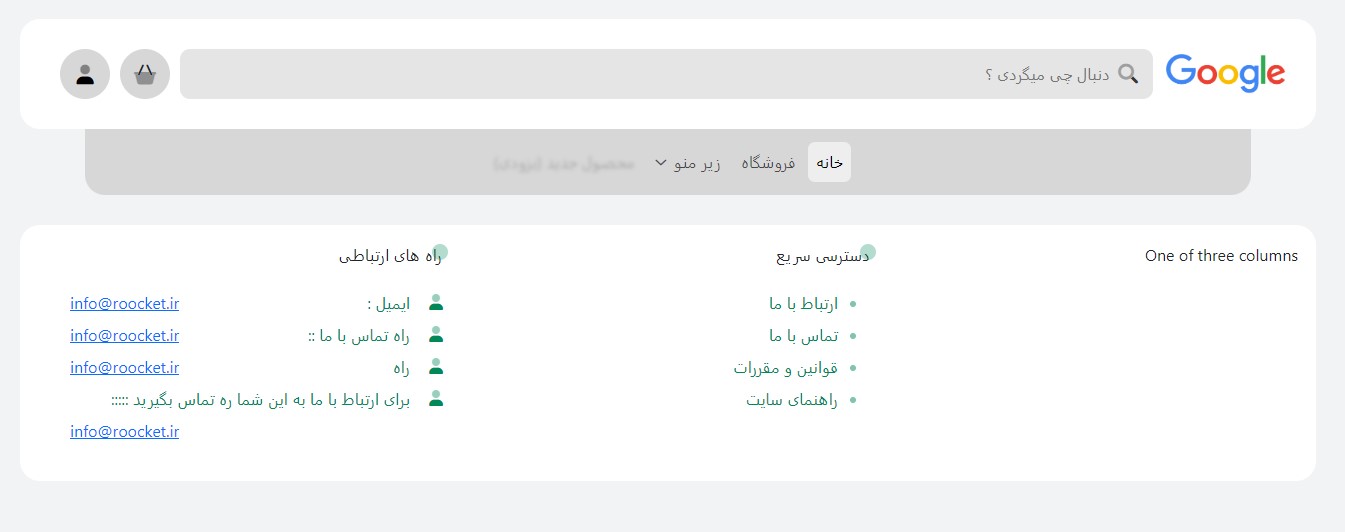 Google
دنبال چی میگردی ؟
خانه فروشگاه زیر منو محصول جدید (بزودی)
One of three columns
دسترسی سریع
ارتباط با ما
تماس با ما
قوانین و مقررات
راهنمای سایت
راه های ارتباطی
ایمیل : info@roocket.ir
راه تماس با ما :: info@roocket.ir
راه info@roocket.ir
برای ارتباط با ما به این شما ره تماس بگیرید :::::
info@roocket.ir